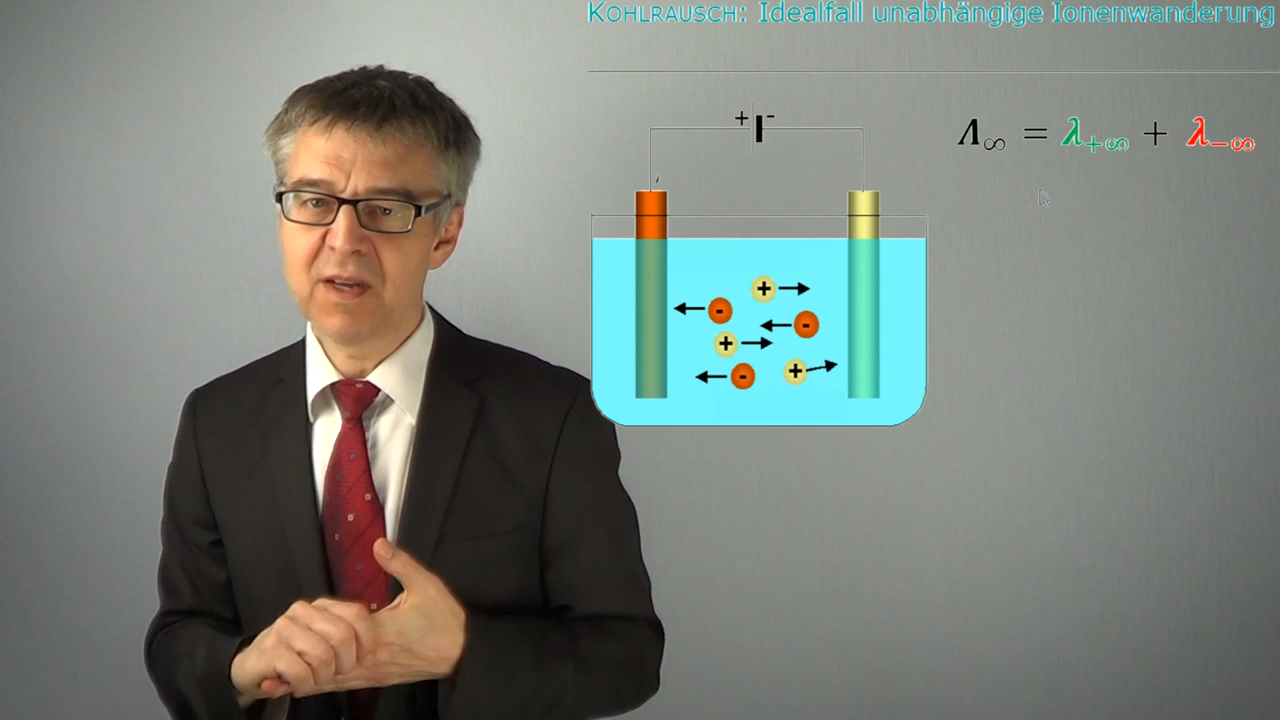 KOHLRAUSCH: Idealfall unabhängige Ionenwanderung
+ -
Λ∞ = λ+∞ + λ−∞
+
- -
+
- +